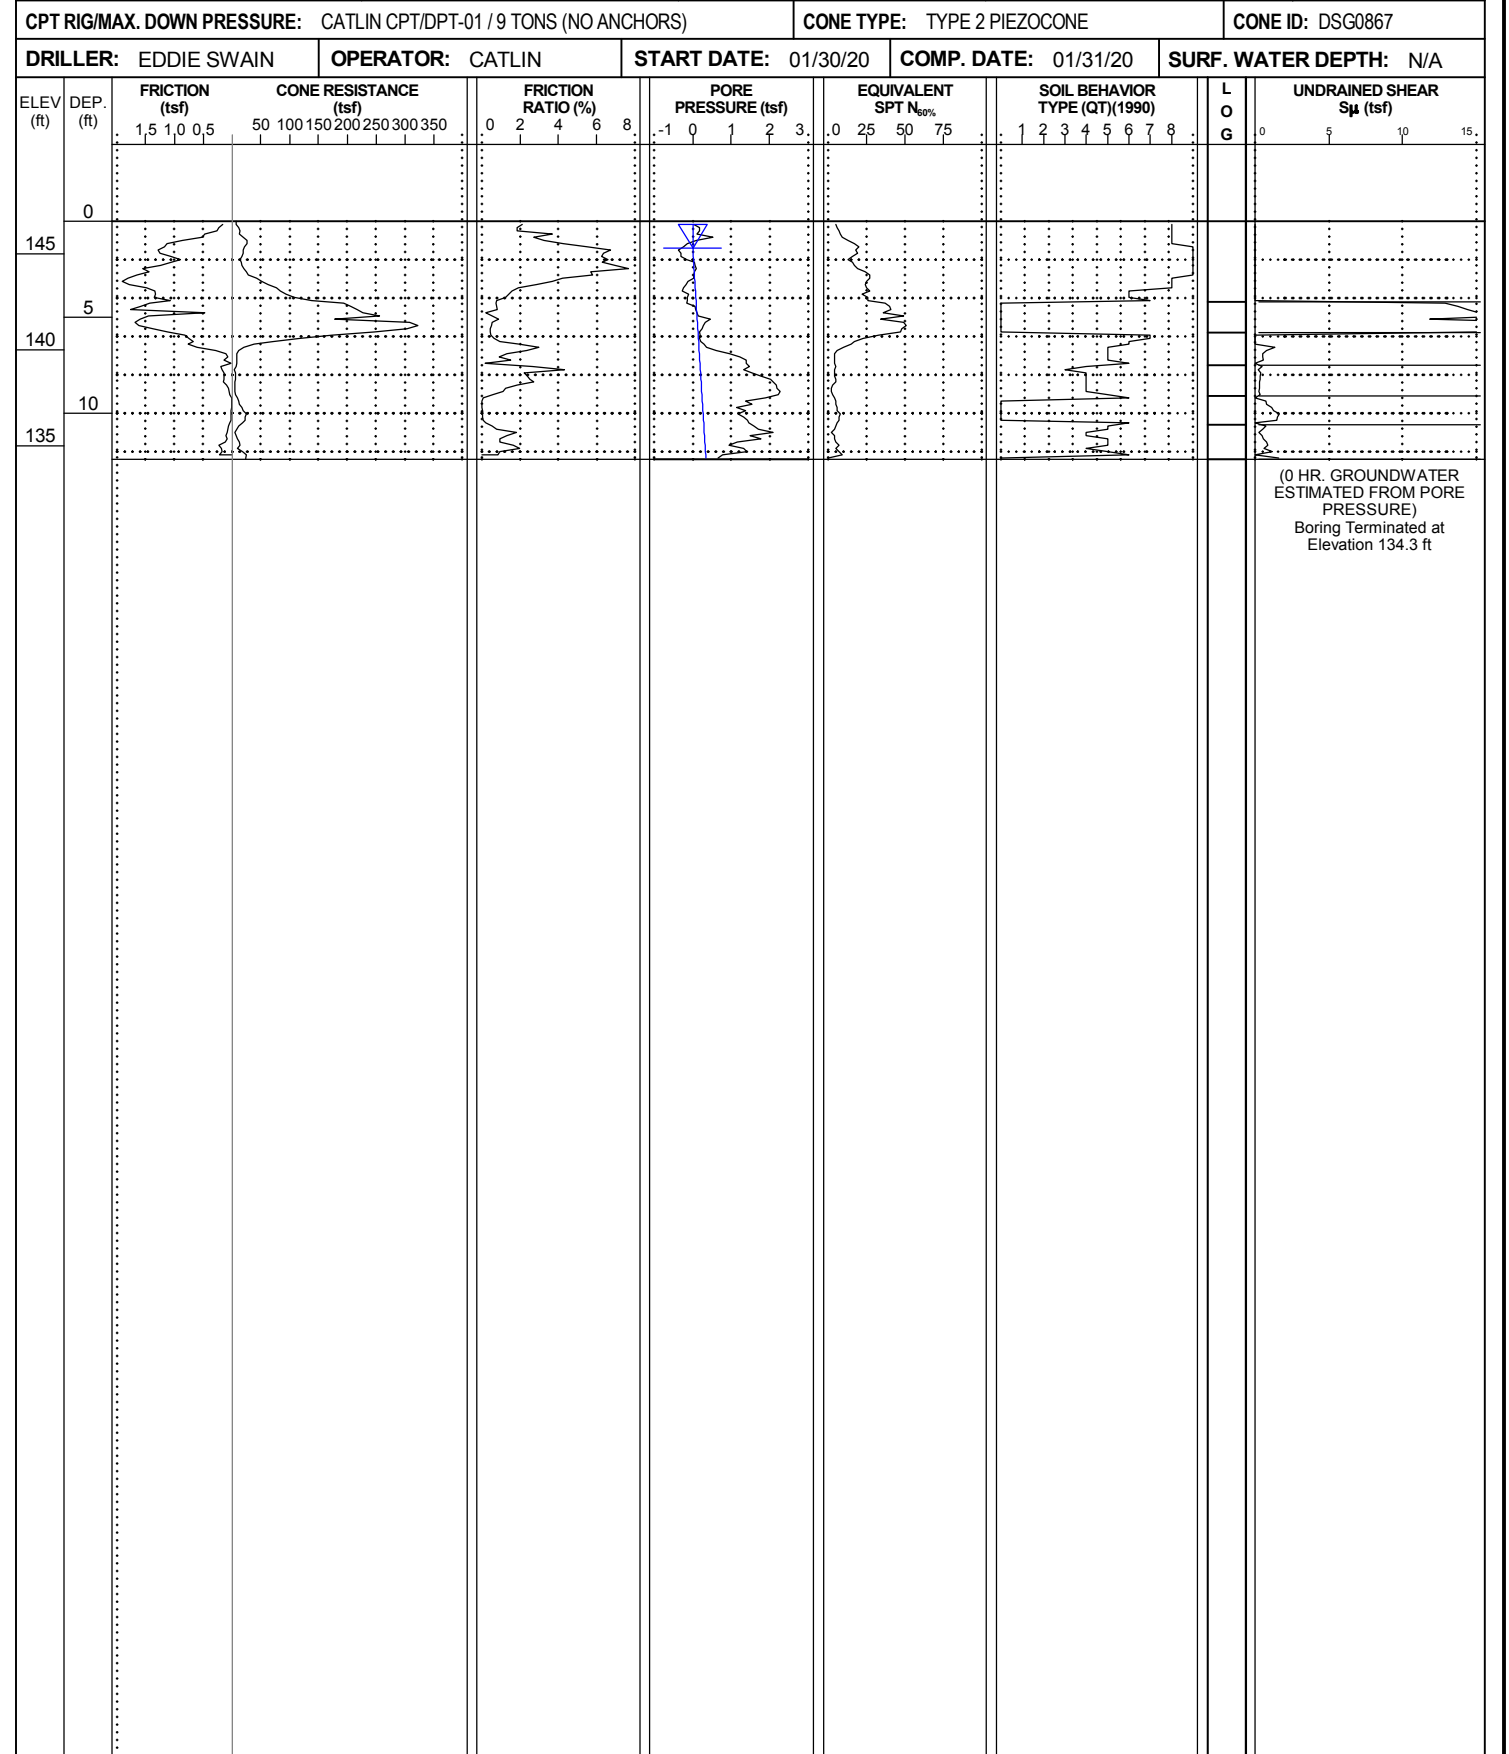 CPT RIG/MAX. DOWN PRESSURE: CATLIN CPT/DPT-01 / 9 TONS (NO ANCHORS) CONE TYPE: TYPE 2 PIEZOCONE CONE ID: DSG0867
DRILLER: EDDIE SWAIN OPERATOR: CATLIN START DATE: 01/30/20 COMP. DATE: 01/31/20 SURF. WATER DEPTH: N/A
ELEV (ft)
DEP. (ft)
FRICTION
(tsf)
1.5 1.0 0.5
CONE RESISTANCE
(tsf)
50 100 150 200 250 300 350
FRICTION
RATIO (%)
0 2 4 6 8
PORE
PRESSURE (tsf)
-1 0 1 2 3
EQUIVALENT
SPT N60%
0 25 50 75
SOIL BEHAVIOR
TYPE (QT)(1990)
1 2 3 4 5 6 7 8
L
O
G
UNDRAINED SHEAR
Sμ (tsf)
0 5 10 15
0
145
5
140
10
135
(0 HR. GROUNDWATER
ESTIMATED FROM PORE
PRESSURE)
Boring Terminated at
Elevation 134.3 ft